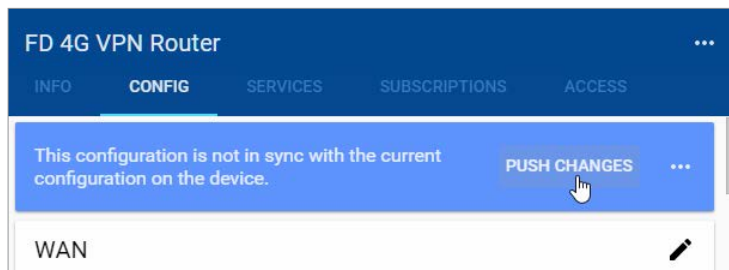 FD 4G VPN Router
INFO CONFIG SERVICES SUBSCRIPTIONS ACCESS
This configuration is not in sync with the current
configuration on the device.
PUSH CHANGES
WAN